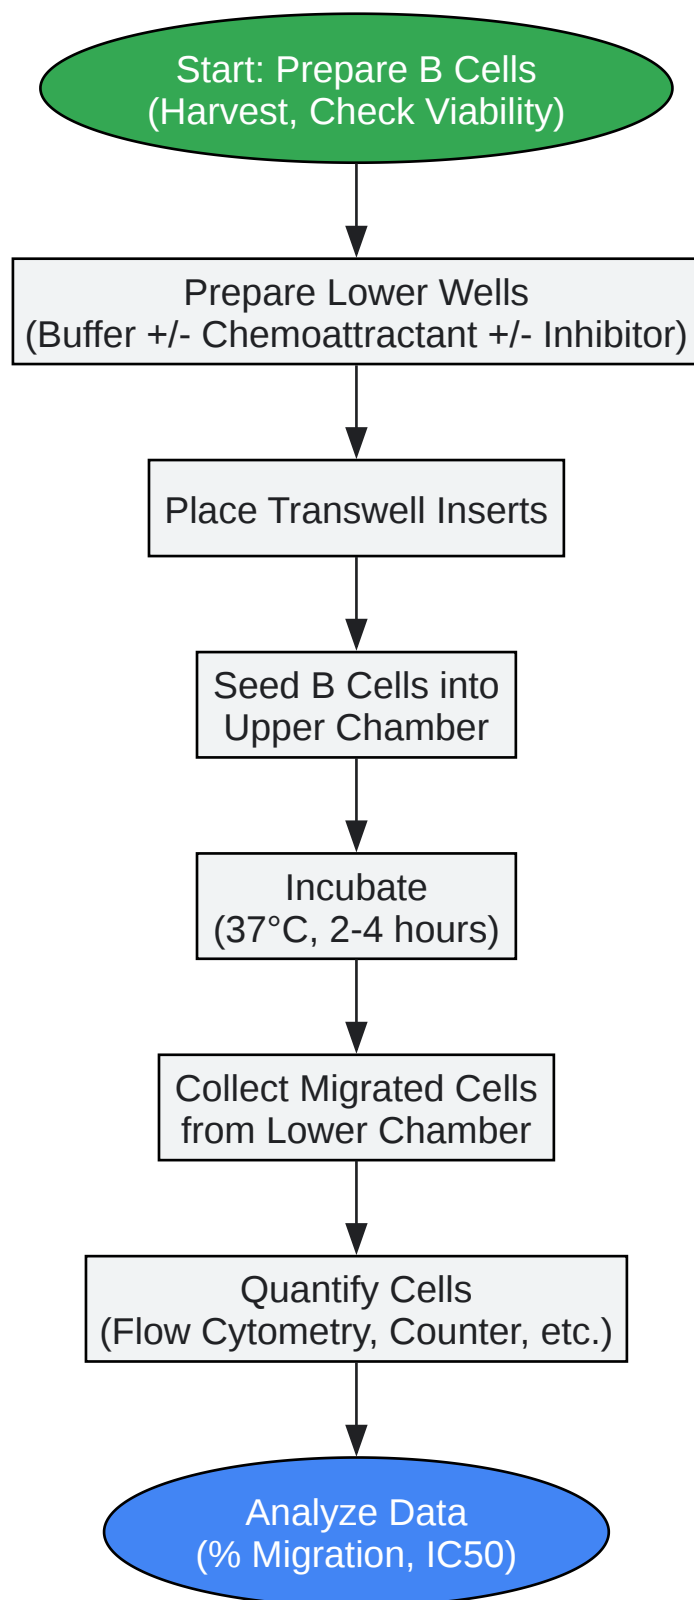 Start: Prepare B Cells
(Harvest, Check Viability)
Prepare Lower Wells
(Buffer +/- Chemoattractant +/- Inhibitor)
Place Transwell Inserts
Seed B Cells into
Upper Chamber
Incubate
(37°C, 2-4 hours)
Collect Migrated Cells
from Lower Chamber
Quantify Cells
(Flow Cytometry, Counter, etc.)
Analyze Data
(% Migration, IC50)